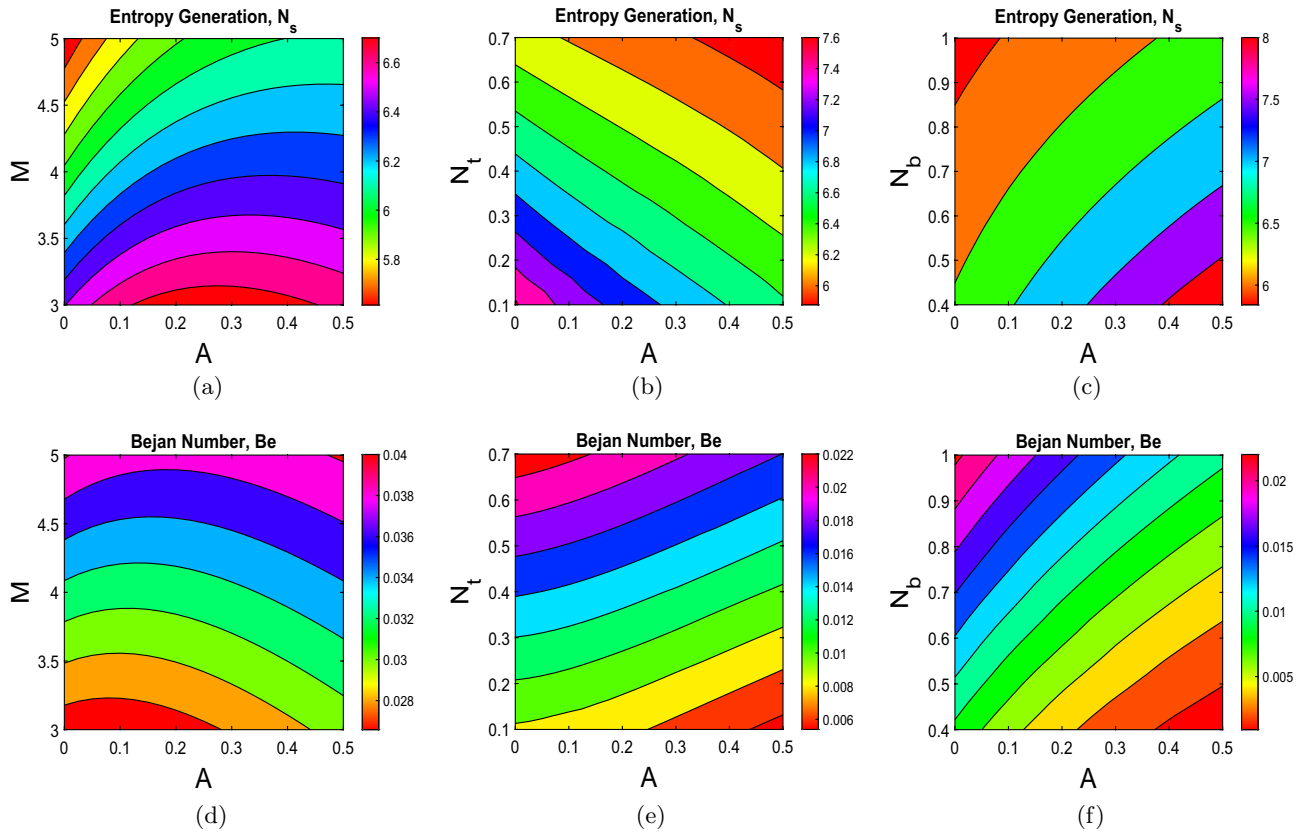 Entropy Generation, N_s
5
4.5
4
3.5
3
M
0 0.1 0.2 0.3 0.4 0.5
A
6.6
6.4
6.2
6
5.8
(a)
Entropy Generation, N_s
0.7
0.6
0.5
0.4
0.3
0.2
0.1
N_t
0 0.1 0.2 0.3 0.4 0.5
A
7.6
7.4
7.2
7
6.8
6.6
6.4
6.2
6
(b)
Entropy Generation, N_s
1
0.9
0.8
0.7
0.6
0.5
0.4
N_b
0 0.1 0.2 0.3 0.4 0.5
A
8
7.5
7
6.5
6
(c)
Bejan Number, Be
5
4.5
4
3.5
3
M
0 0.1 0.2 0.3 0.4 0.5
A
0.04
0.038
0.036
0.034
0.032
0.03
0.028
(d)
Bejan Number, Be
0.7
0.6
0.5
0.4
0.3
0.2
0.1
N_t
0 0.1 0.2 0.3 0.4 0.5
A
0.022
0.02
0.018
0.016
0.014
0.012
0.01
0.008
0.006
(e)
Bejan Number, Be
1
0.9
0.8
0.7
0.6
0.5
0.4
N_b
0 0.1 0.2 0.3 0.4 0.5
A
0.02
0.015
0.01
0.005
(f)